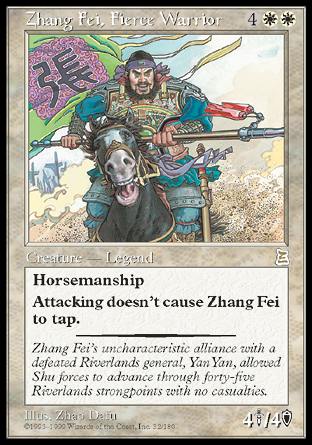 Zhang Fei, Fierce Warrior 4
張
Creature — Legend
Horsemanship
Attacking doesn't cause Zhang Fei
to tap.
Zhang Fei's uncharacteristic alliance with a
defeated Riverlands general, Yan Yan, allowed
Shu forces to advance through forty-five
Riverlands strongpoints with no casualties.
Illus. Zhao Dafu
©1993-1999 Wizards of the Coast, Inc. 32/180
4/4